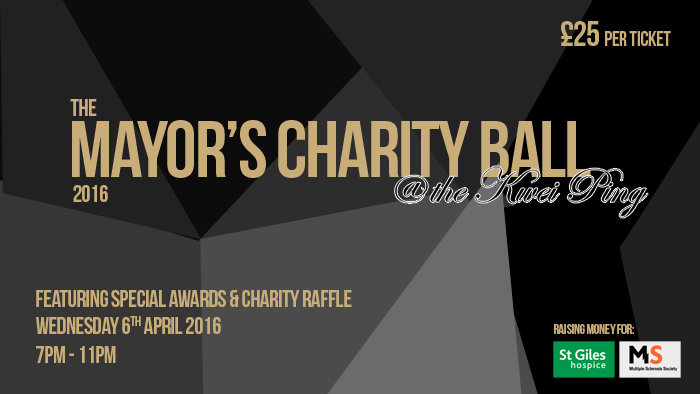 £25 PER TICKET
THE
MAYOR'S CHARITY BALL
2016
@ the Kwei Ping
FEATURING SPECIAL AWARDS & CHARITY RAFFLE
WEDNESDAY 6TH APRIL 2016
7PM - 11PM
RAISING MONEY FOR:
St Giles
hospice
MS
Multiple Sclerosis Society